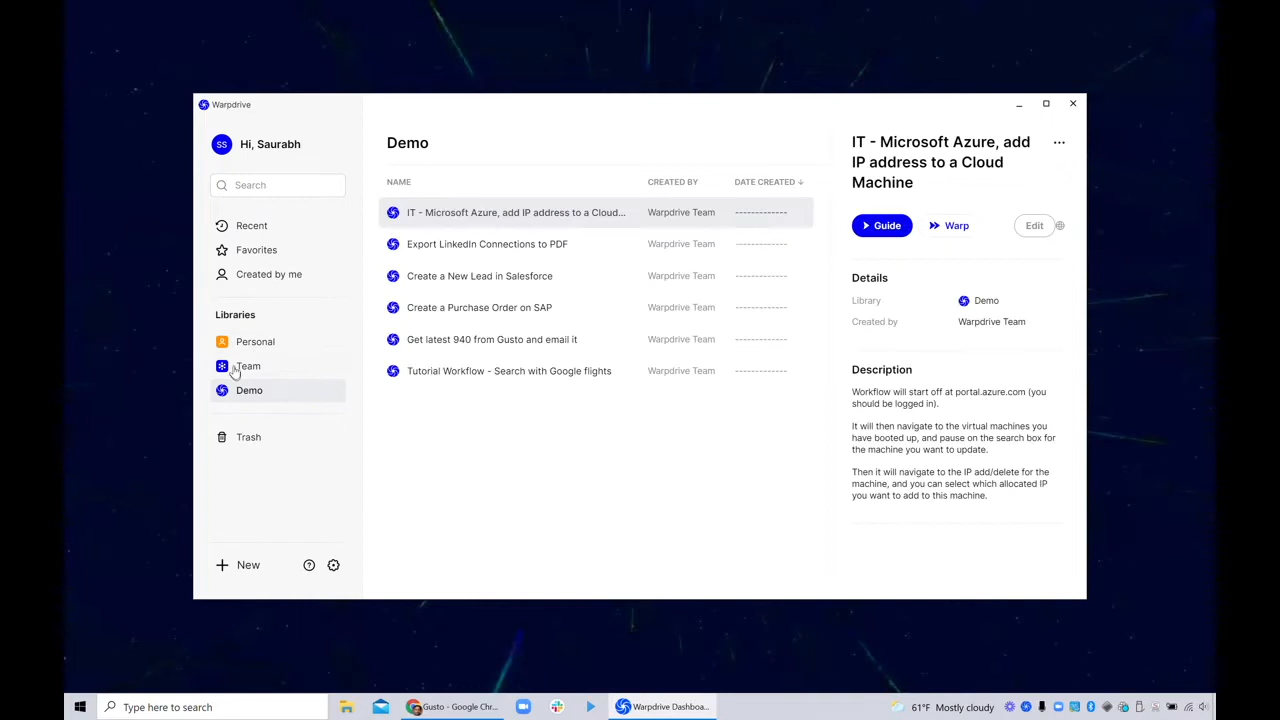 Warpdrive
SS
Hi, Saurabh
Search
Recent
Favorites
Created by me
Libraries
Personal
Team
Demo
Trash
New
Demo
NAME CREATED BY DATE CREATED
IT - Microsoft Azure, add IP address to a Cloud... Warpdrive Team -------------
Export LinkedIn Connections to PDF Warpdrive Team -------------
Create a New Lead in Salesforce Warpdrive Team -------------
Create a Purchase Order on SAP Warpdrive Team -------------
Get latest 940 from Gusto and email it Warpdrive Team -------------
Tutorial Workflow - Search with Google flights Warpdrive Team -------------
IT - Microsoft Azure, add
IP address to a Cloud
Machine
Guide Warp Edit
Details
Library Demo
Created by Warpdrive Team
Description
Workflow will start off at portal.azure.com (you
should be logged in).
It will then navigate to the virtual machines you
have booted up, and pause on the search box for
the machine you want to update.
Then it will navigate to the IP add/delete for the
machine, and you can select which allocated IP
you want to add to this machine.
Type here to search
Gusto - Google Chr...
Warpdrive Dashboa...
61°F Mostly cloudy